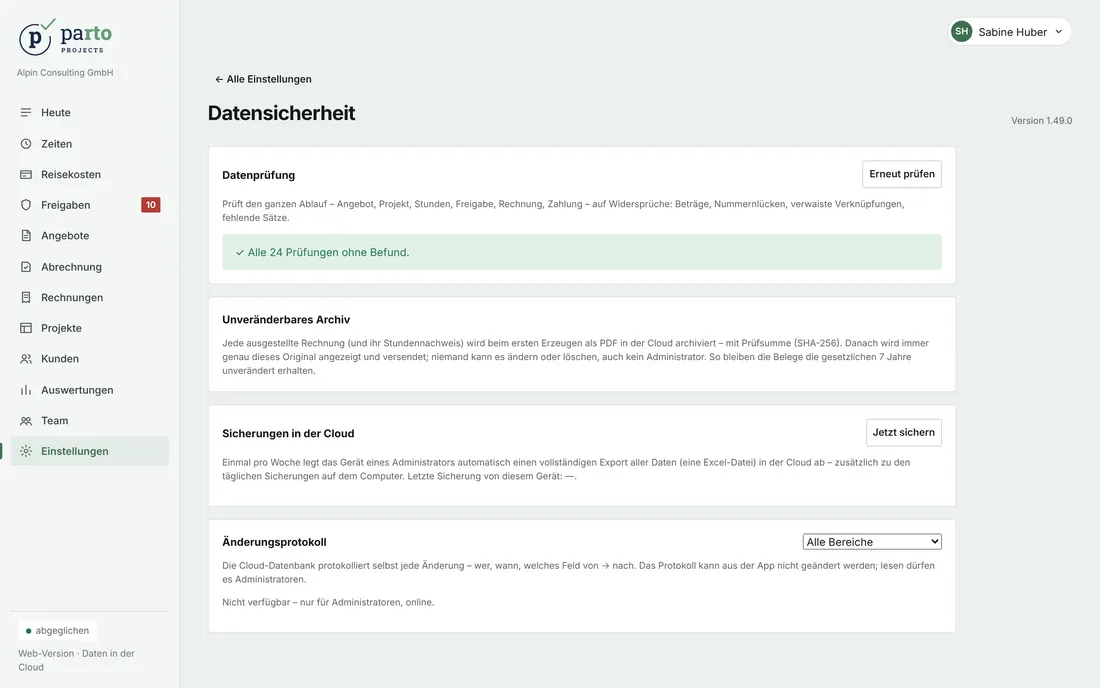 parto
PROJECTS
Alpin Consulting GmbH
Heute
Zeiten
Reisekosten
Freigaben 10
Angebote
Abrechnung
Rechnungen
Projekte
Kunden
Auswertungen
Team
Einstellungen
abgeglichen
Web-Version · Daten in der
Cloud
SH Sabine Huber
← Alle Einstellungen
Datensicherheit
Version 1.49.0
Datenprüfung
Erneut prüfen
Prüft den ganzen Ablauf – Angebot, Projekt, Stunden, Freigabe, Rechnung, Zahlung – auf Widersprüche: Beträge, Nummernlücken, verwaiste Verknüpfungen,
fehlende Sätze.
✓ Alle 24 Prüfungen ohne Befund.
Unveränderbares Archiv
Jede ausgestellte Rechnung (und ihr Stundennachweis) wird beim ersten Erzeugen als PDF in der Cloud archiviert – mit Prüfsumme (SHA-256). Danach wird immer
genau dieses Original angezeigt und versendet; niemand kann es ändern oder löschen, auch kein Administrator. So bleiben die Belege die gesetzlichen 7 Jahre
unverändert erhalten.
Sicherungen in der Cloud
Jetzt sichern
Einmal pro Woche legt das Gerät eines Administrators automatisch einen vollständigen Export aller Daten (eine Excel-Datei) in der Cloud ab – zusätzlich zu den
täglichen Sicherungen auf dem Computer. Letzte Sicherung von diesem Gerät: —.
Änderungsprotokoll
Alle Bereiche
Die Cloud-Datenbank protokolliert selbst jede Änderung – wer, wann, welches Feld von → nach. Das Protokoll kann aus der App nicht geändert werden; lesen dürfen
es Administratoren.
Nicht verfügbar – nur für Administratoren, online.